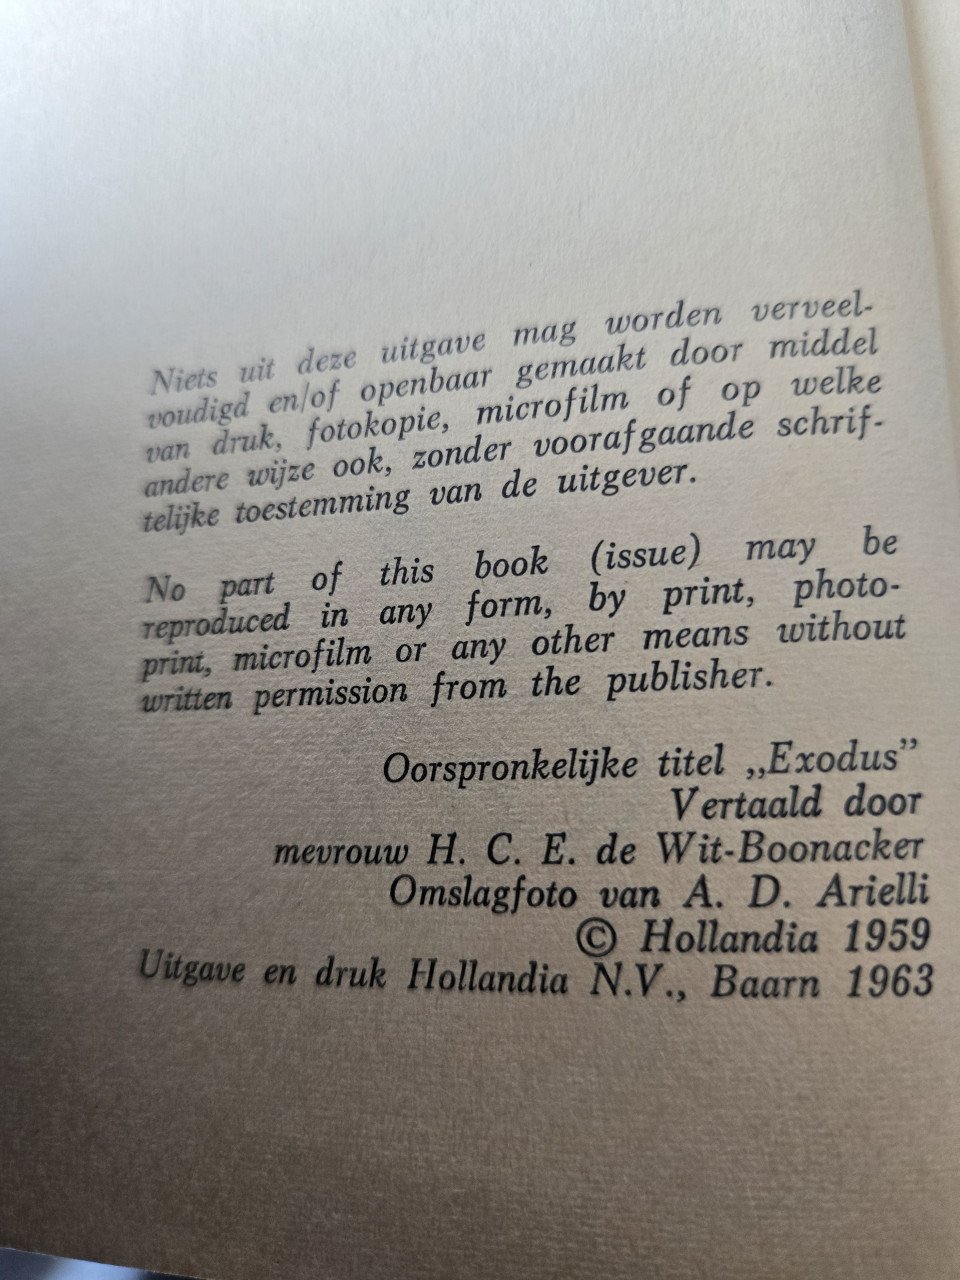 Niets uit deze uitgave mag worden verveel-
voudigd en/of openbaar gemaakt door middel
van druk, fotokopie, microfilm of op welke
andere wijze ook, zonder voorafgaande schrif-
telijke toestemming van de uitgever.
No part of this book (issue) may be
reproduced in any form, by print, photo-
print, microfilm or any other means without
written permission from the publisher.
Oorspronkelijke titel „Exodus”
Vertaald door
mevrouw H. C. E. de Wit-Boonacker
Omslagfoto van A. D. Arielli
© Hollandia 1959
Uitgave en druk Hollandia N.V., Baarn 1963